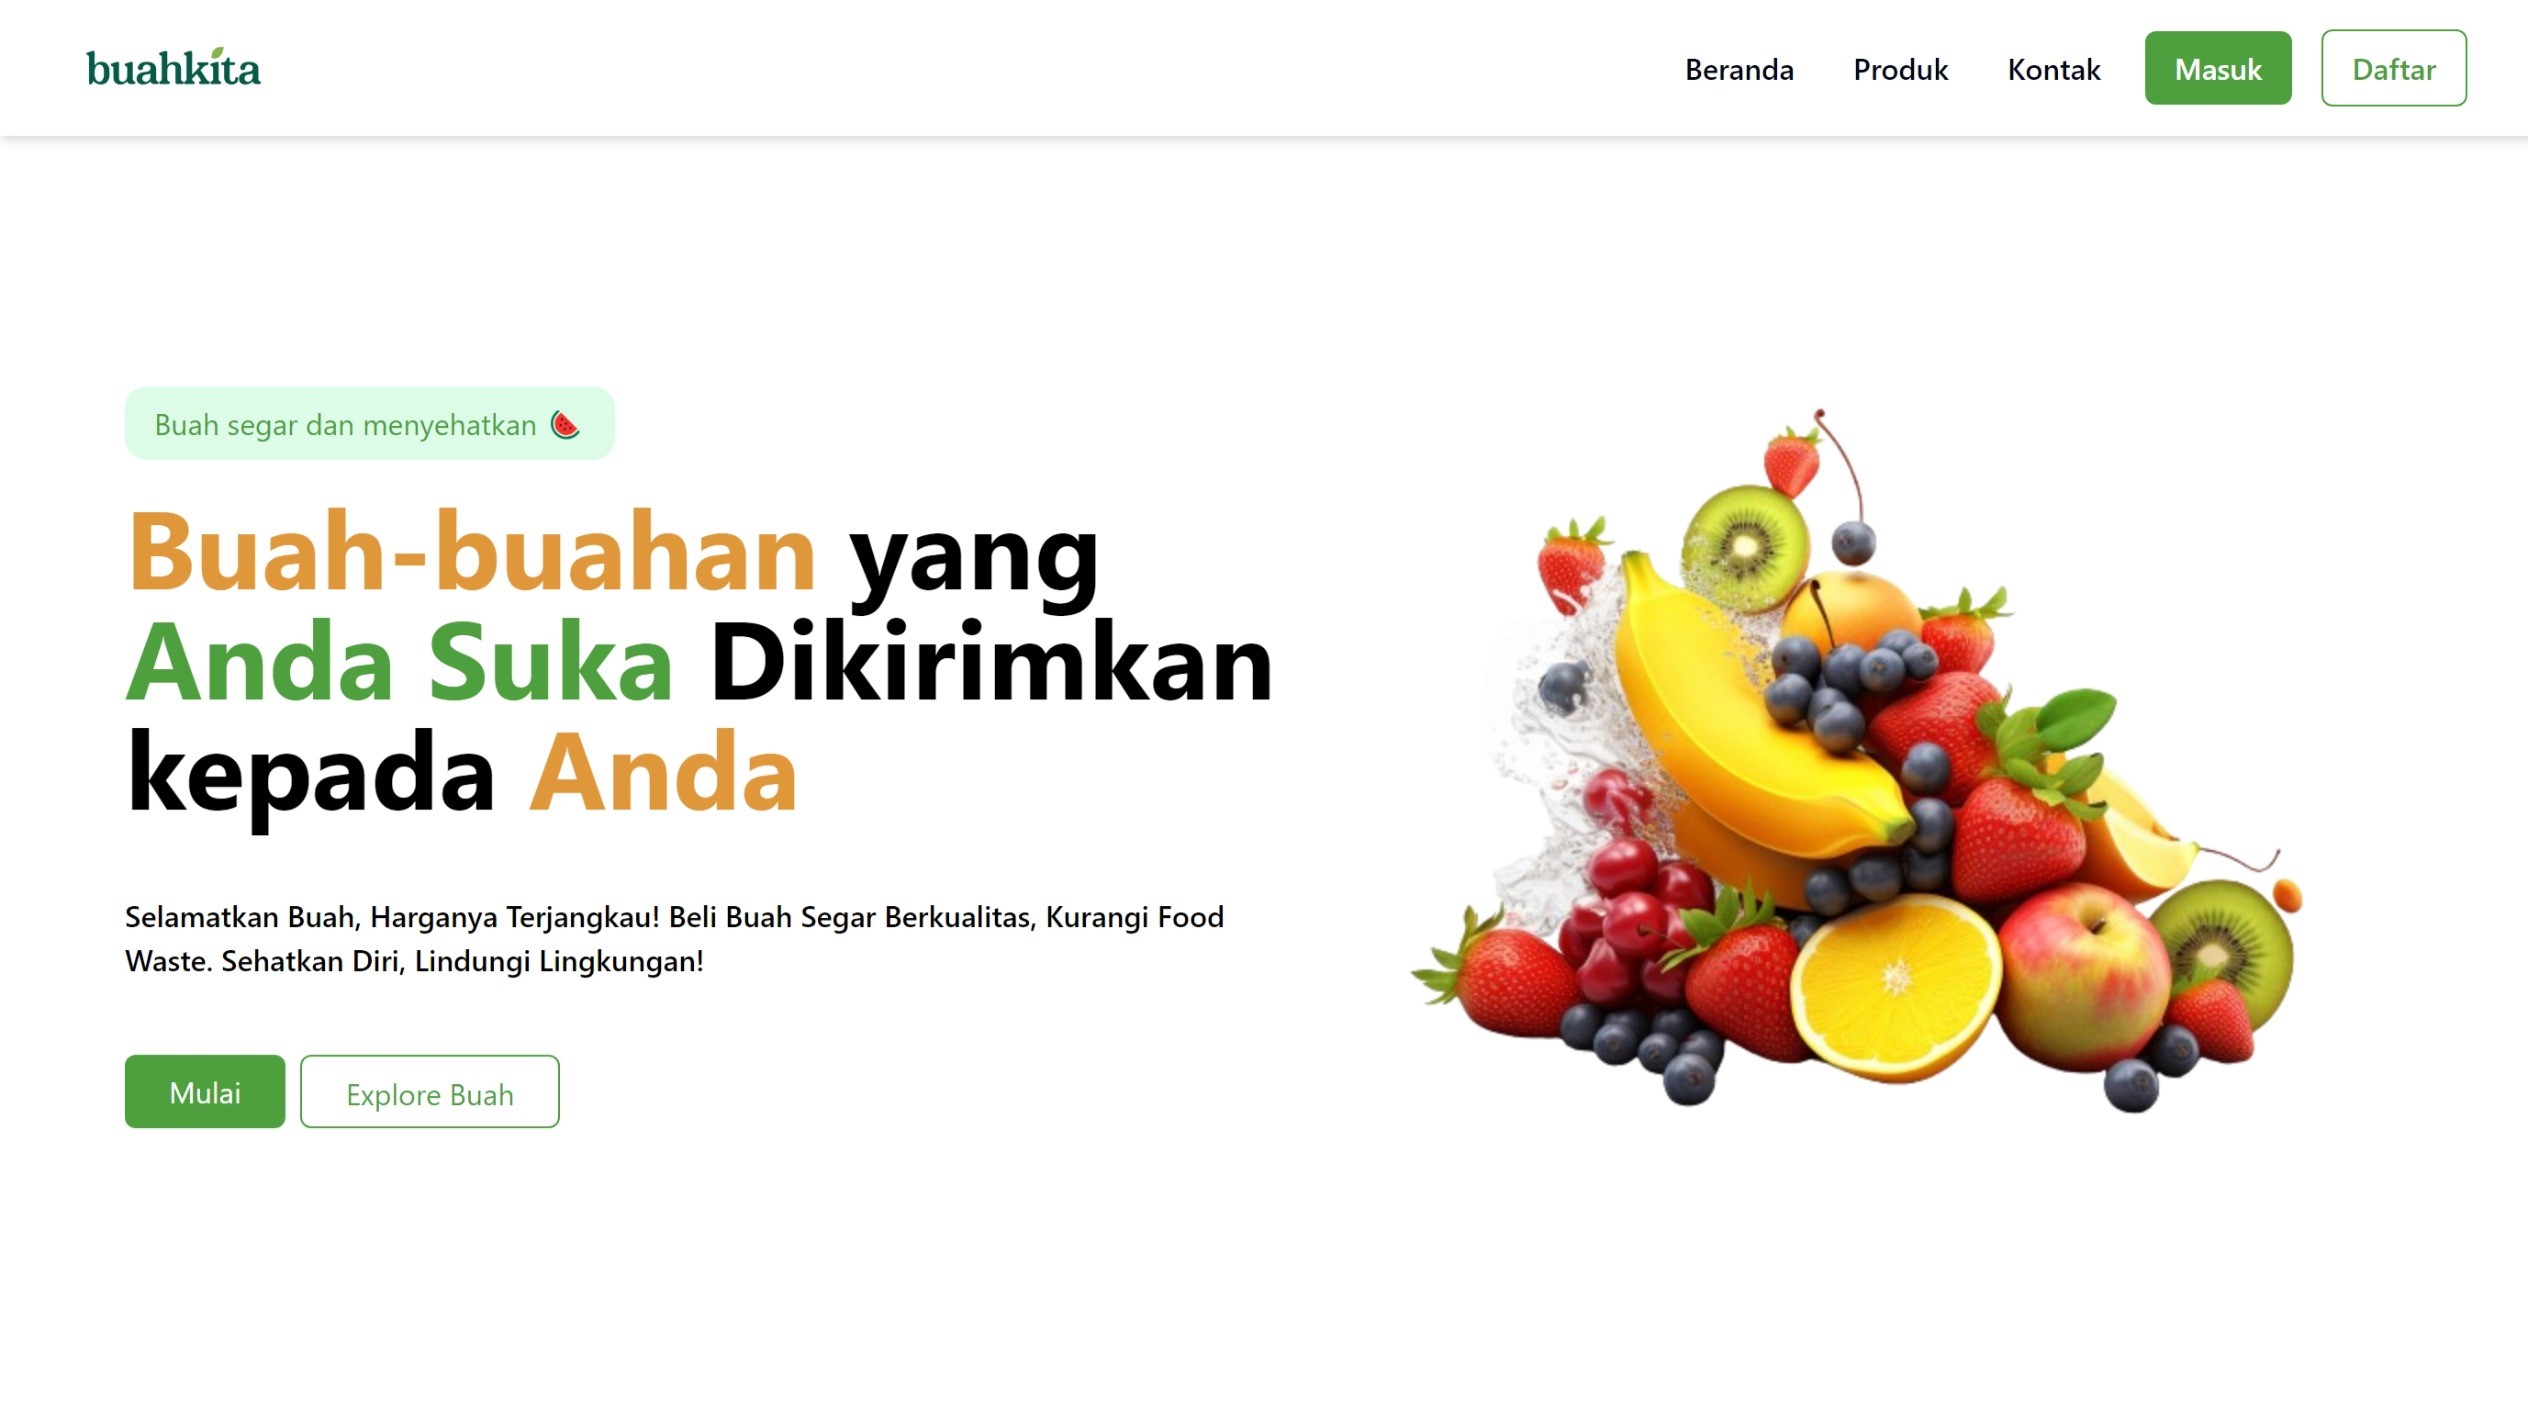 buahkita
Beranda
Produk
Kontak
Masuk
Daftar
Buah segar dan menyehatkan 🍉
Buah-buahan yang
Anda Suka Dikirimkan
kepada Anda
Selamatkan Buah, Harganya Terjangkau! Beli Buah Segar Berkualitas, Kurangi Food
Waste. Sehatkan Diri, Lindungi Lingkungan!
Mulai
Explore Buah